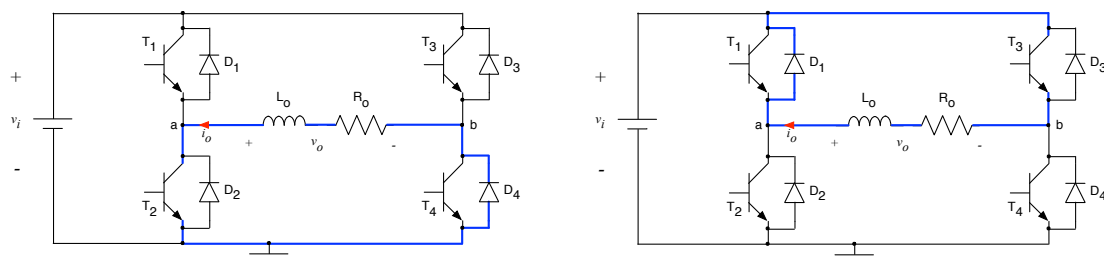 T1 D1 T3 D3
+ Lo Ro
vi a io + vo - b
-
T2 D2 T4 D4
T1 D1 T3 D3
+ Lo Ro
vi a io + vo - b
-
T2 D2 T4 D4